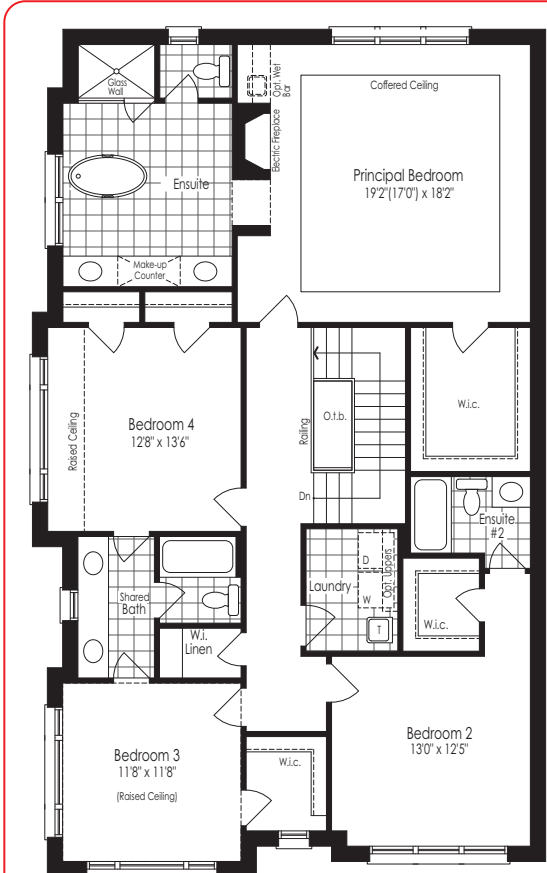 Glass
Wall
Opt. Wet
Bar
Coffered Ceiling
Electric Fireplace
Principal Bedroom
19'2"(17'0") x 18'2"
Ensuite
Make-up
Counter
Raised Ceiling
Bedroom 4
12'8" x 13'6"
Railing
O.t.b.
W.i.c.
Dn
Ensuite
#2
Shared
Bath
Laundry
D
W
Opt. Uppers
T
W.i.c.
W.i.
Linen
Bedroom 3
11'8" x 11'8"
(Raised Ceiling)
W.i.c.
Bedroom 2
13'0" x 12'5"